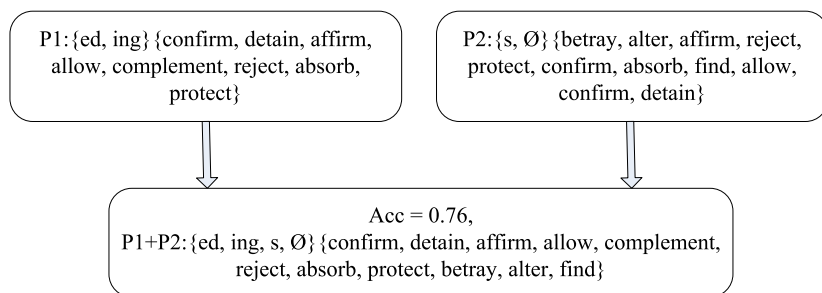 P1:{ed, ing}{confirm, detain, affirm,
allow, complement, reject, absorb,
protect}
P2:{s, Ø}{betray, alter, affirm, reject,
protect, confirm, absorb, find, allow,
confirm, detain}
Acc = 0.76,
P1+P2:{ed, ing, s, Ø}{confirm, detain, affirm, allow, complement,
reject, absorb, protect, betray, alter, find}